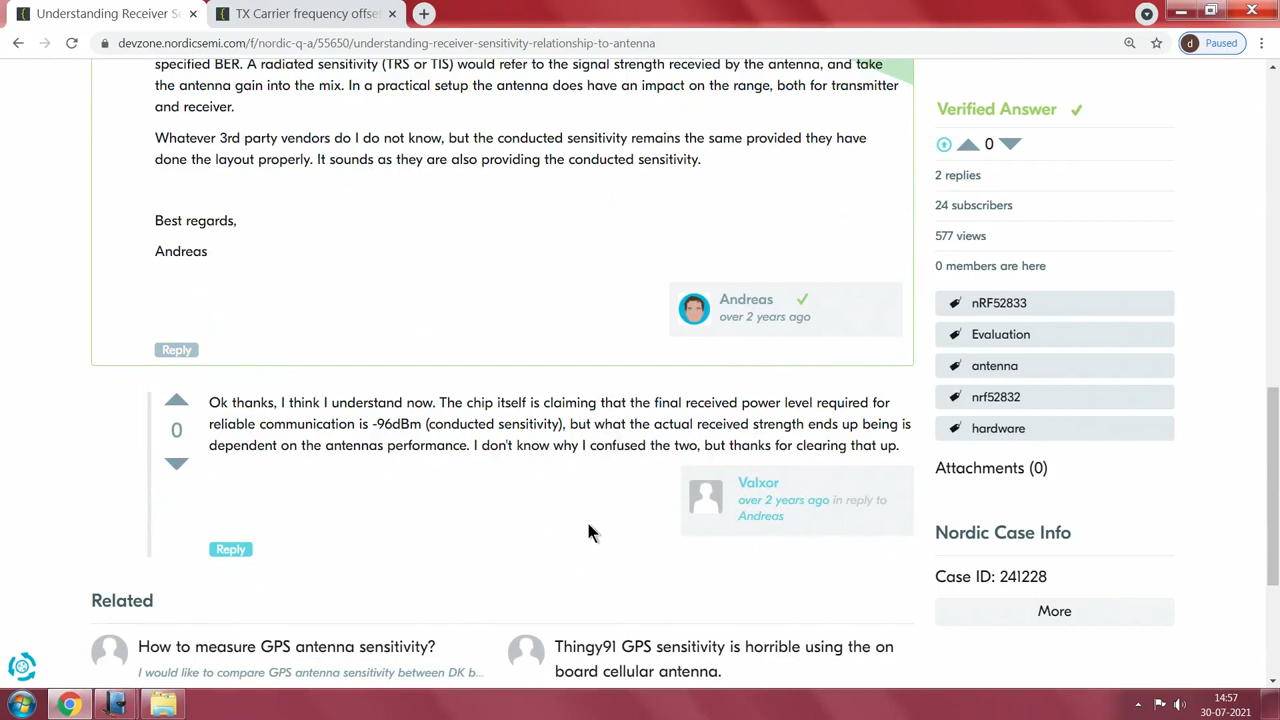 Understanding Receiver Se
TX Carrier frequency offset
devzone.nordicsemi.com/f/nordic-q-a/55650/understanding-receiver-sensitivity-relationship-to-antenna
d Paused
specified BER. A radiated sensitivity (TRS or TIS) would refer to the signal strength recevied by the antenna, and take
the antenna gain into the mix. In a practical setup the antenna does have an impact on the range, both for transmitter
and receiver.
Whatever 3rd party vendors do I do not know, but the conducted sensitivity remains the same provided they have
done the layout properly. It sounds as they are also providing the conducted sensitivity.
Best regards,
Andreas
Andreas
over 2 years ago
Reply
0
Ok thanks, I think I understand now. The chip itself is claiming that the final received power level required for
reliable communication is -96dBm (conducted sensitivity), but what the actual received strength ends up being is
dependent on the antennas performance. I don't know why I confused the two, but thanks for clearing that up.
Valxor
over 2 years ago in reply to
Andreas
Reply
Related
How to measure GPS antenna sensitivity?
I would like to compare GPS antenna sensitivity between DK b...
Thingy91 GPS sensitivity is horrible using the on
board cellular antenna.
Verified Answer
0
2 replies
24 subscribers
577 views
0 members are here
nRF52833
Evaluation
antenna
nrf52832
hardware
Attachments (0)
Nordic Case Info
Case ID: 241228
More
14:57
30-07-2021